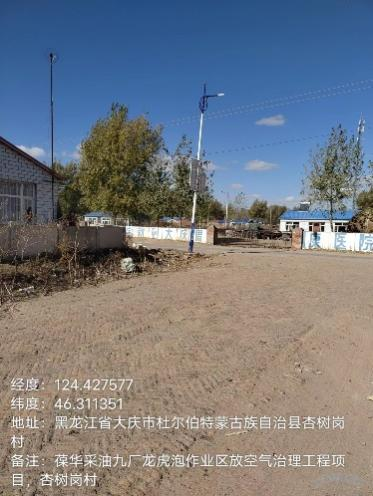 康医院
经度：124.427577
纬度：46.311351
地址：黑龙江省大庆市杜尔伯特蒙古族自治县杏树岗
村
备注：葆华采油九厂龙虎泡作业区放空气治理工程项
目，杏树岗村